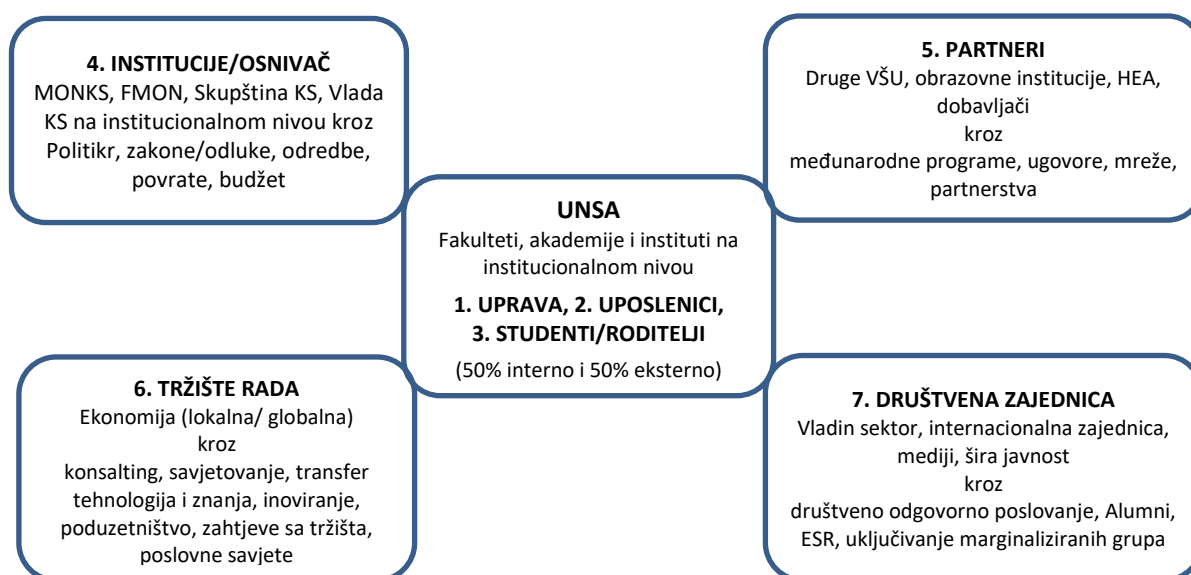 4. INSTITUCIJE/OSNIVAČ
MONKS, FMON, Skupština KS, Vlada
KS na institucionalnom nivou kroz
Politikr, zakone/odluke, odredbe,
povrate, budžet
5. PARTNERI
Druge VŠU, obrazovne institucije, HEA,
dobavljači
kroz
međunarodne programe, ugovore, mreže,
partnerstva
UNSA
Fakulteti, akademije i instituti na
institucionalnom nivou
1. UPRAVA, 2. UPOSLENICI,
3. STUDENTI/RODITELJI
(50% interno i 50% eksterno)
6. TRŽIŠTE RADA
Ekonomija (lokalna/ globalna)
kroz
konsalting, savjetovanje, transfer
tehnologija i znanja, inoviranje,
poduzetništvo, zahtjeve sa tržišta,
poslovne savjete
7. DRUŠTVENA ZAJEDNICA
Vladin sektor, internacionalna zajednica,
mediji, šira javnost
kroz
društveno odgovorno poslovanje, Alumni,
ESR, uključivanje marginaliziranih grupa